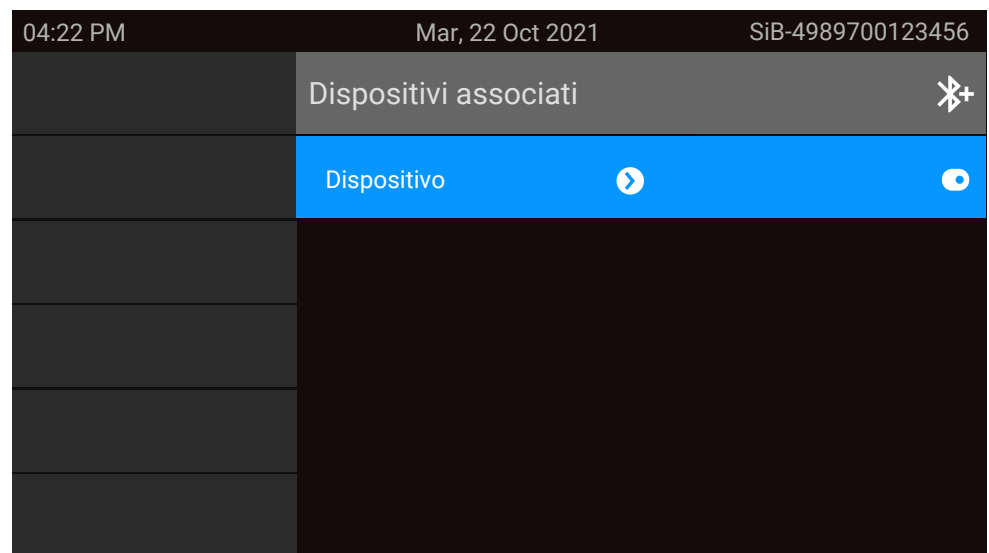 04:22 PM Mar, 22 Oct 2021 SiB-4989700123456
Dispositivi associati
Dispositivo